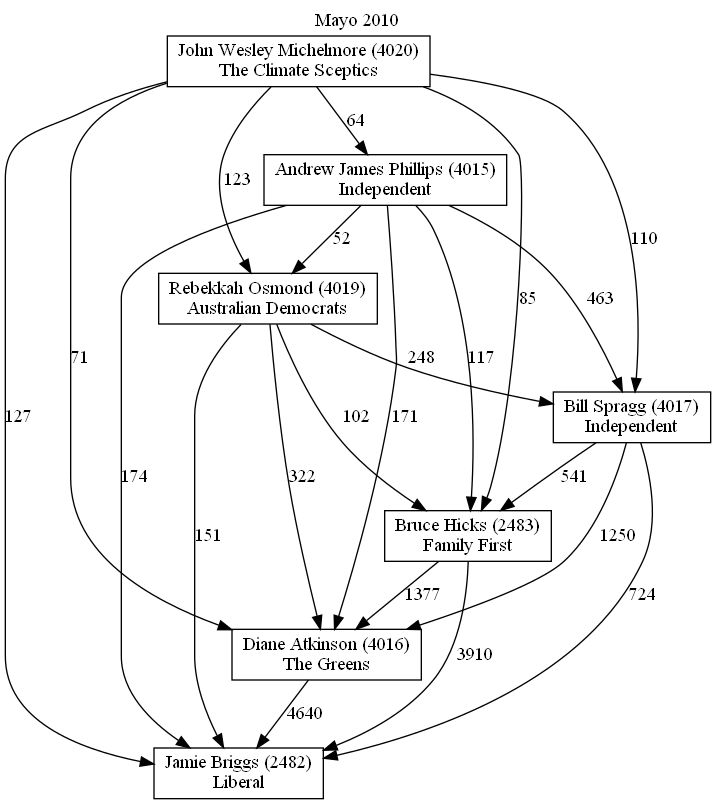 Mayo 2010
John Wesley Michelmore (4020)
The Climate Sceptics
64
Andrew James Phillips (4015)
Independent
123
52
110
Rebekkah Osmond (4019)
Australian Democrats
85
463
71
248
117
127
102
171
Bill Spragg (4017)
Independent
174
322
541
151
Bruce Hicks (2483)
Family First
1250
1377
724
Diane Atkinson (4016)
The Greens
3910
4640
Jamie Briggs (2482)
Liberal